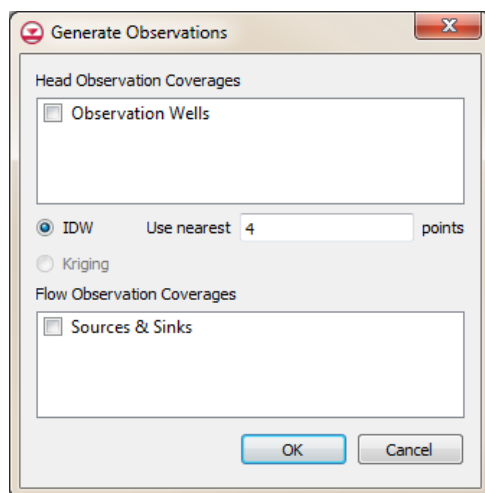 Generate Observations
Head Observation Coverages
Observation Wells
IDW Use nearest 4 points
Kriging
Flow Observation Coverages
Sources & Sinks
OK Cancel